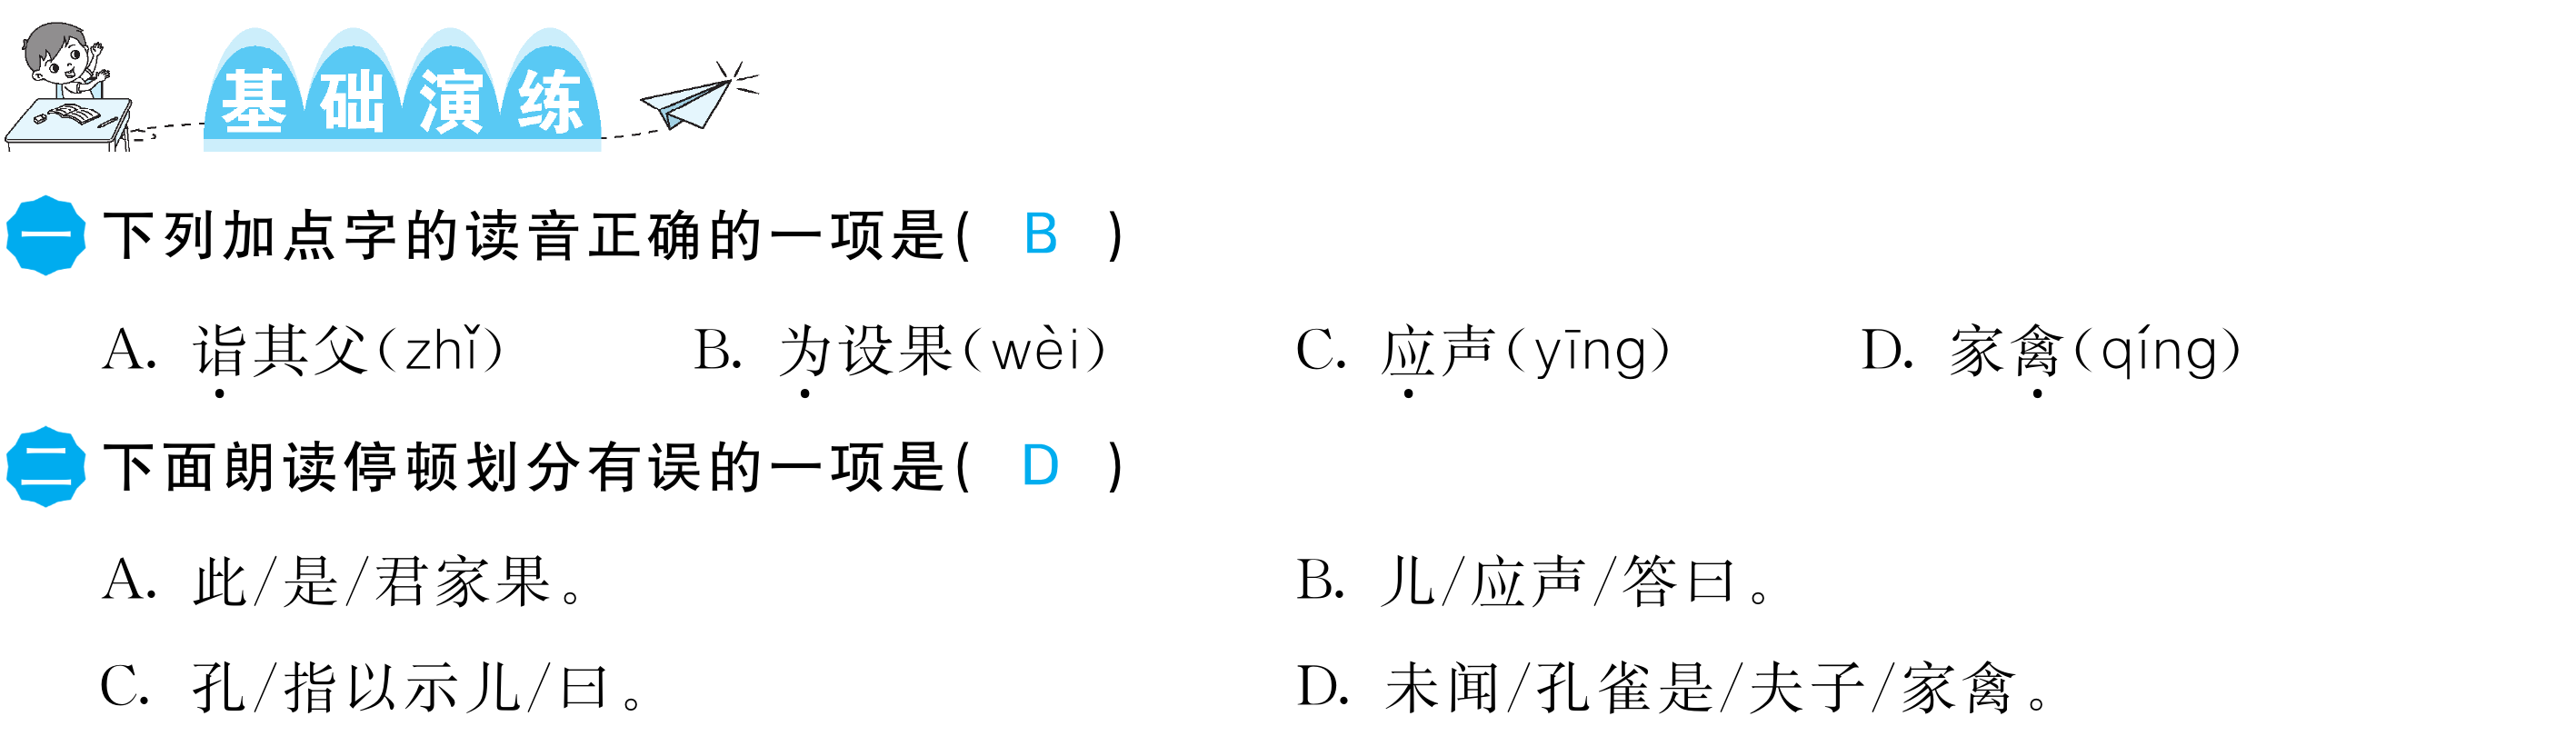 基础演练
一 下列加点字的读音正确的一项是( B )
A. 诣其父(zhǐ) B. 为设果(wèi) C. 应声(yīng) D. 家禽(qíng)
二 下面朗读停顿划分有误的一项是( D )
A. 此/是/君家果。 B. 儿/应声/答曰。
C. 孔/指以示儿/曰。 D. 未闻/孔雀是/夫子/家禽。